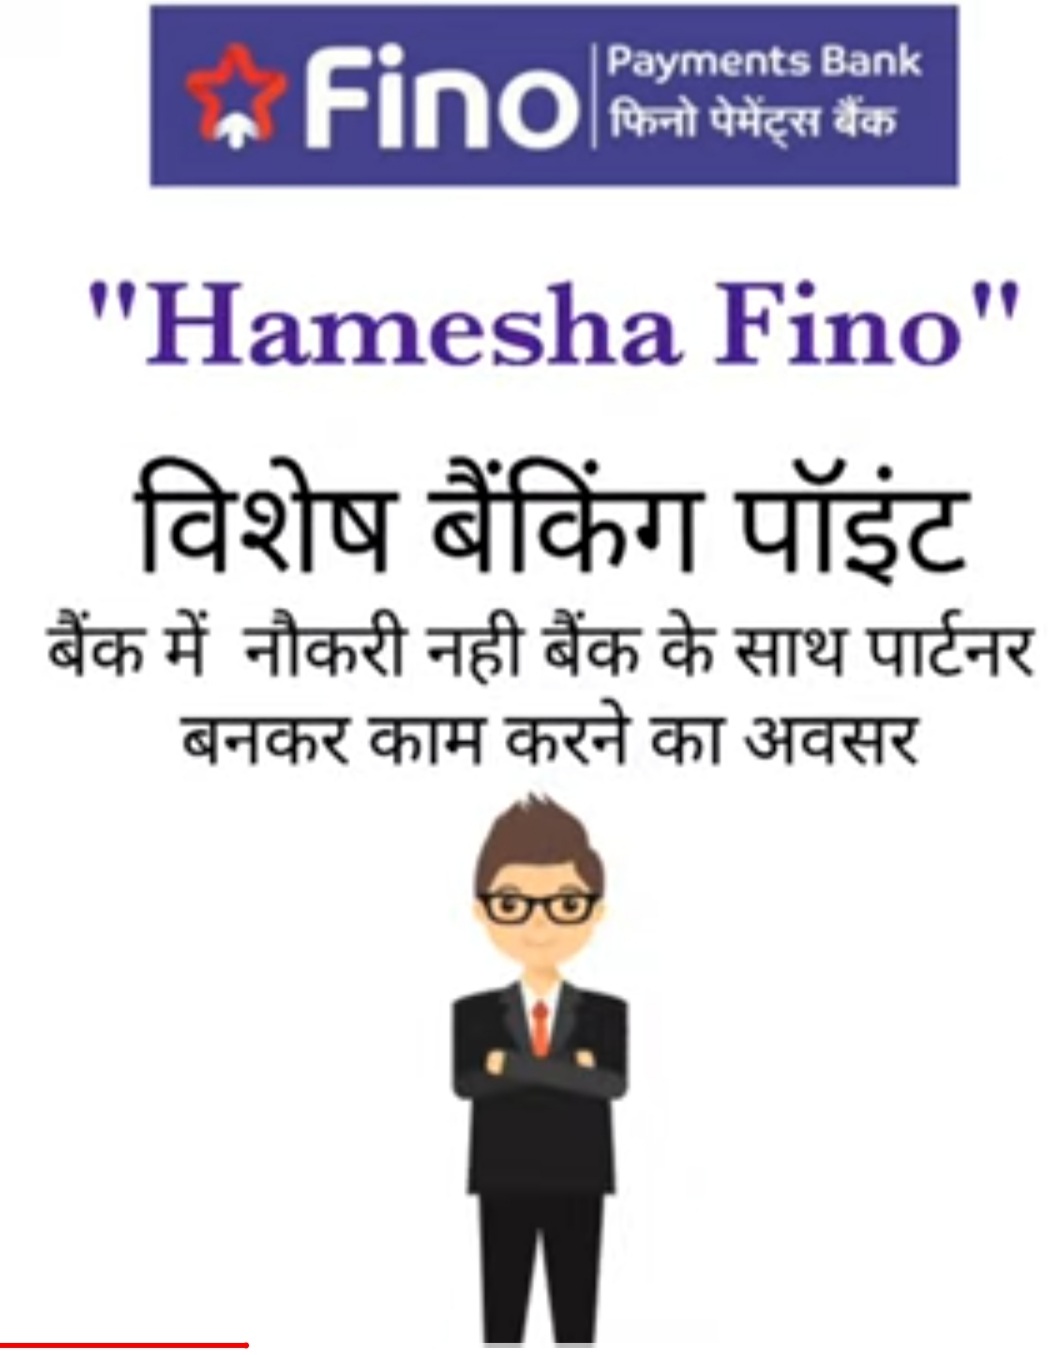 Fino
Payments Bank
फिनो पेमेंट्स बैंक
"Hamesha Fino"
विशेष बैंकिंग पॉइंट
बैंक में नौकरी नही बैंक के साथ पार्टनर
बनकर काम करने का अवसर